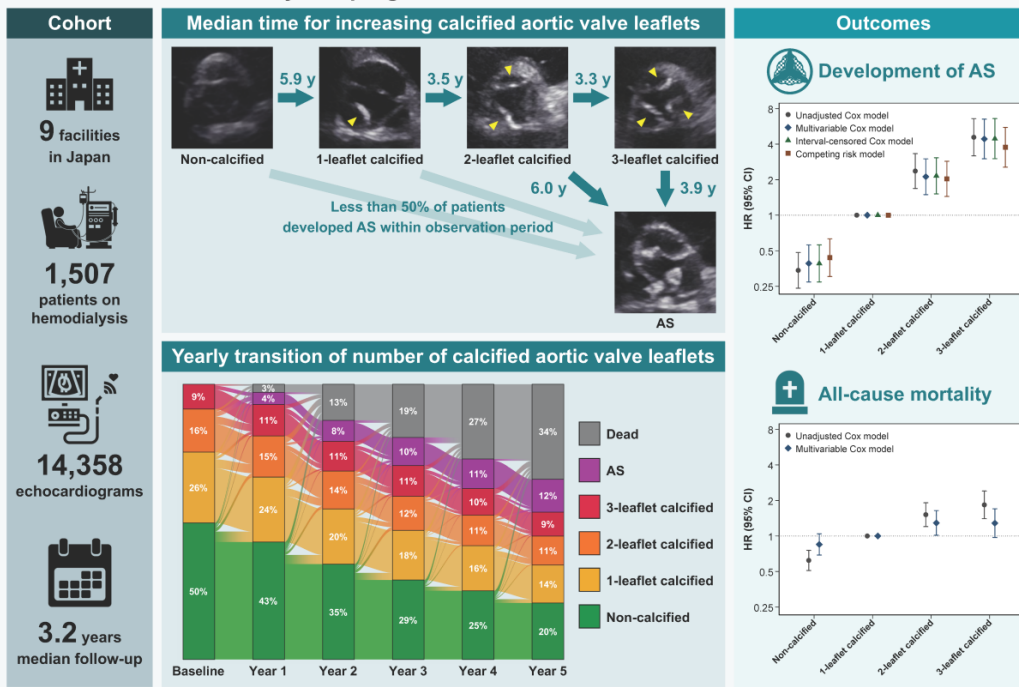 Cohort
9 facilities
in Japan
1,507
patients on
hemodialysis
14,358
echocardiograms
3.2 years
median follow-up
Median time for increasing calcified aortic valve leaflets
5.9 y
3.5 y
3.3 y
Non-calcified
1-leaflet calcified
2-leaflet calcified
3-leaflet calcified
6.0 y
3.9 y
Less than 50% of patients
developed AS within observation period
AS
Yearly transition of number of calcified aortic valve leaflets
9%
16%
26%
50%
3%
4%
11%
15%
24%
43%
13%
8%
11%
14%
20%
35%
19%
10%
11%
12%
18%
29%
27%
11%
10%
11%
16%
25%
34%
12%
9%
11%
14%
20%
Baseline
Year 1
Year 2
Year 3
Year 4
Year 5
Dead
AS
3-leaflet calcified
2-leaflet calcified
1-leaflet calcified
Non-calcified
Outcomes
Development of AS
HR (95% CI)
8
4
2
1
0.5
0.25
Unadjusted Cox model
Multivariable Cox model
Interval-censored Cox model
Competing risk model
Non-calcified
1-leaflet calcified
2-leaflet calcified
3-leaflet calcified
All-cause mortality
HR (95% CI)
8
4
2
1
0.5
0.25
Unadjusted Cox model
Multivariable Cox model
Non-calcified
1-leaflet calcified
2-leaflet calcified
3-leaflet calcified